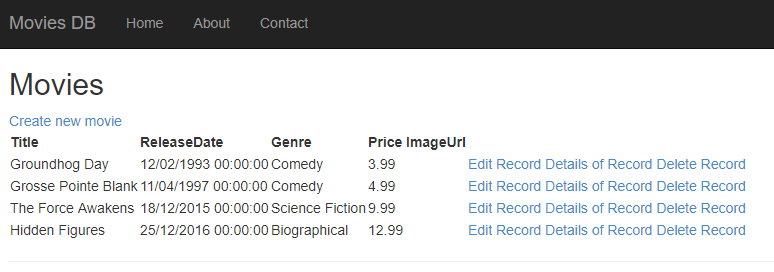 Movies DB Home About Contact
Movies
Create new movie
Title ReleaseDate Genre Price ImageUrl
Groundhog Day 12/02/1993 00:00:00 Comedy 3.99 Edit Record Details of Record Delete Record
Grosse Pointe Blank 11/04/1997 00:00:00 Comedy 4.99 Edit Record Details of Record Delete Record
The Force Awakens 18/12/2015 00:00:00 Science Fiction 9.99 Edit Record Details of Record Delete Record
Hidden Figures 25/12/2016 00:00:00 Biographical 12.99 Edit Record Details of Record Delete Record